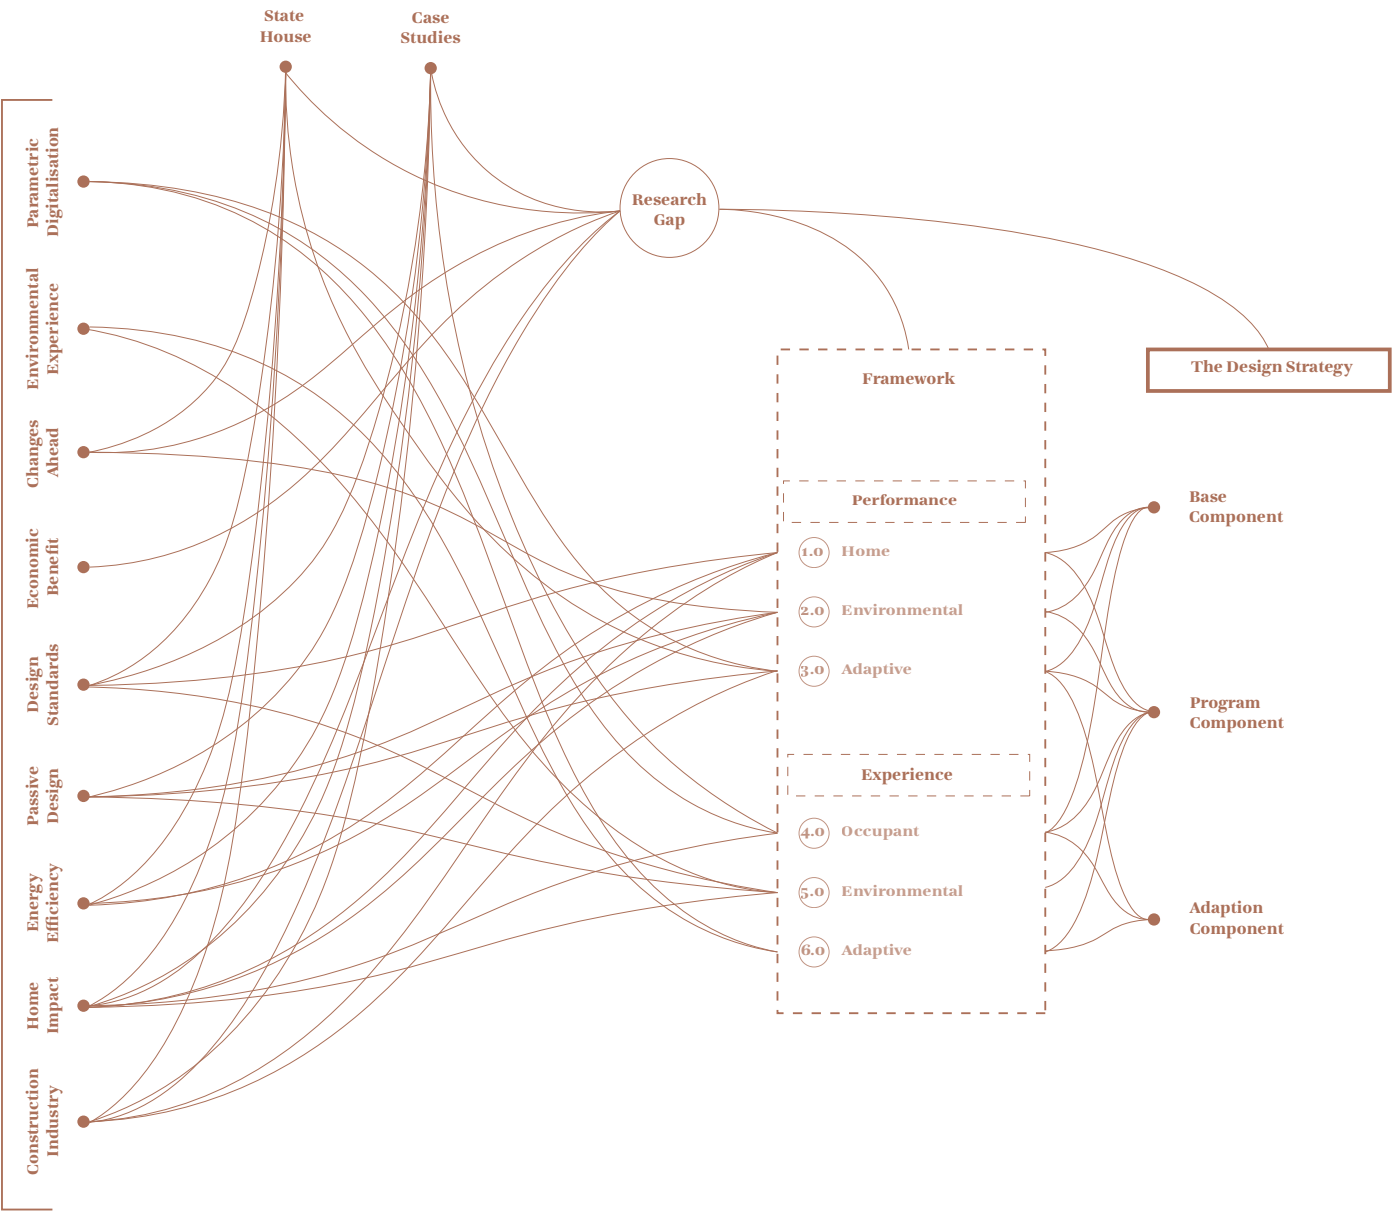 State
House
Case
Studies
Parametric
Digitalisation
Environmental
Experience
Changes
Ahead
Economic
Benefit
Design
Standards
Passive
Design
Energy
Efficiency
Home
Impact
Construction
Industry
Research
Gap
Framework
Performance
1.0 Home
2.0 Environmental
3.0 Adaptive
Experience
4.0 Occupant
5.0 Environmental
6.0 Adaptive
The Design Strategy
Base
Component
Program
Component
Adaption
Component